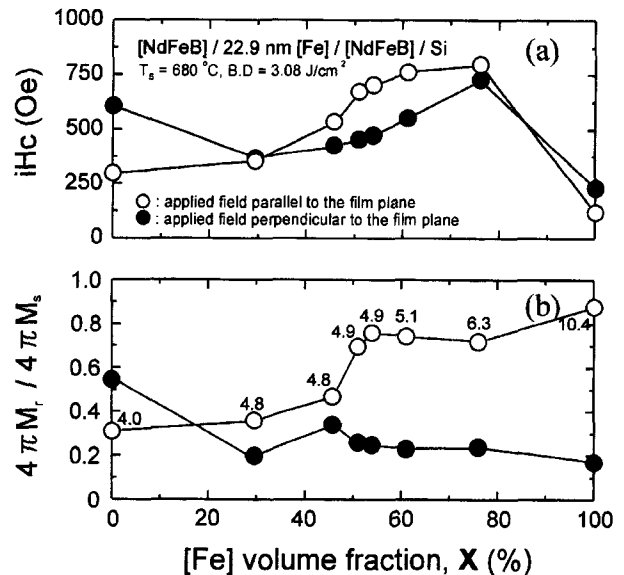 (a)
[NdFeB] / 22.9 nm [Fe] / [NdFeB] / Si
T_s = 680 °C, B.D = 3.08 J/cm²
1000
750
500
250
0
iHc (Oe)
○ : applied field parallel to the film plane
● : applied field perpendicular to the film plane
(b)
1.0
0.8
0.6
0.4
0.2
0
4πM_r / 4πM_s
4.0
4.8
4.8
4.9
4.9
5.1
6.3
10.4
0 20 40 60 80 100
[Fe] volume fraction, X (%)